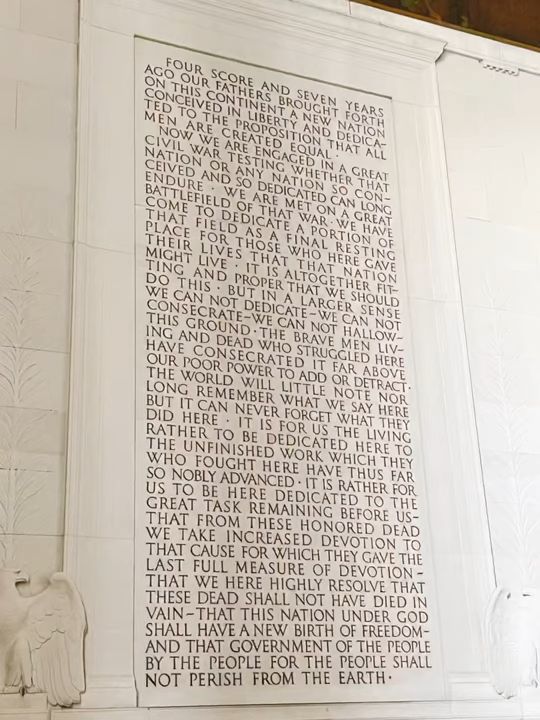 FOUR SCORE AND SEVEN YEARS
AGO OUR FATHERS BROUGHT FORTH
ON THIS CONTINENT A NEW NATION
CONCEIVED IN LIBERTY AND DEDICA-
TED TO THE PROPOSITION THAT ALL
MEN ARE CREATED EQUAL ·
NOW WE ARE ENGAGED IN A GREAT
CIVIL WAR TESTING WHETHER THAT
NATION OR ANY NATION SO CON-
CEIVED AND SO DEDICATED CAN LONG
ENDURE · WE ARE MET ON A GREAT
BATTLEFIELD OF THAT WAR · WE HAVE
COME TO DEDICATE A PORTION OF
THAT FIELD AS A FINAL RESTING
PLACE FOR THOSE WHO HERE GAVE
THEIR LIVES THAT THAT NATION
MIGHT LIVE · IT IS ALTOGETHER FIT-
TING AND PROPER THAT WE SHOULD
DO THIS · BUT IN A LARGER SENSE
WE CAN NOT DEDICATE–WE CAN NOT
CONSECRATE–WE CAN NOT HALLOW–
THIS GROUND · THE BRAVE MEN LIV-
ING AND DEAD WHO STRUGGLED HERE
HAVE CONSECRATED IT FAR ABOVE
OUR POOR POWER TO ADD OR DETRACT ·
THE WORLD WILL LITTLE NOTE NOR
LONG REMEMBER WHAT WE SAY HERE
BUT IT CAN NEVER FORGET WHAT THEY
DID HERE · IT IS FOR US THE LIVING
RATHER TO BE DEDICATED HERE TO
THE UNFINISHED WORK WHICH THEY
WHO FOUGHT HERE HAVE THUS FAR
SO NOBLY ADVANCED · IT IS RATHER FOR
US TO BE HERE DEDICATED TO THE
GREAT TASK REMAINING BEFORE US–
THAT FROM THESE HONORED DEAD
WE TAKE INCREASED DEVOTION TO
THAT CAUSE FOR WHICH THEY GAVE THE
LAST FULL MEASURE OF DEVOTION–
THAT WE HERE HIGHLY RESOLVE THAT
THESE DEAD SHALL NOT HAVE DIED IN
VAIN–THAT THIS NATION UNDER GOD
SHALL HAVE A NEW BIRTH OF FREEDOM–
AND THAT GOVERNMENT OF THE PEOPLE
BY THE PEOPLE FOR THE PEOPLE SHALL
NOT PERISH FROM THE EARTH ·